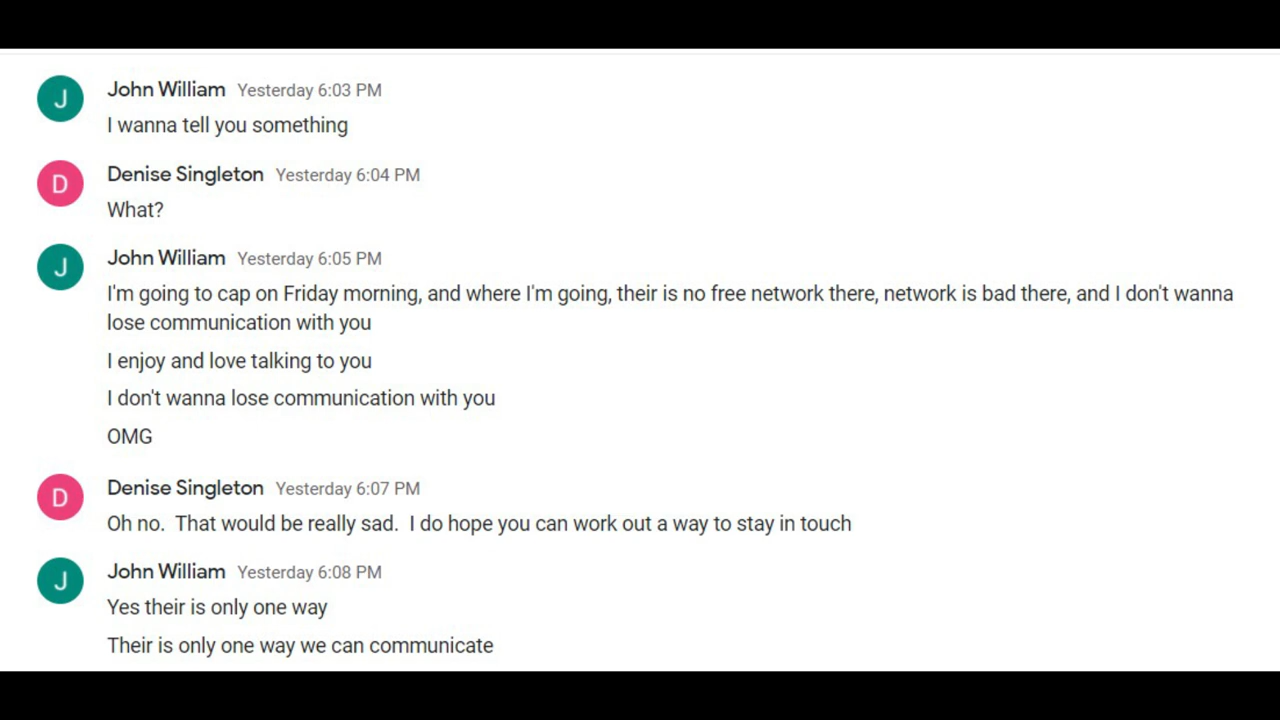 J
John William Yesterday 6:03 PM
I wanna tell you something
D
Denise Singleton Yesterday 6:04 PM
What?
J
John William Yesterday 6:05 PM
I'm going to cap on Friday morning, and where I'm going, their is no free network there, network is bad there, and I don't wanna
lose communication with you
I enjoy and love talking to you
I don't wanna lose communication with you
OMG
D
Denise Singleton Yesterday 6:07 PM
Oh no.  That would be really sad.  I do hope you can work out a way to stay in touch
J
John William Yesterday 6:08 PM
Yes their is only one way
Their is only one way we can communicate